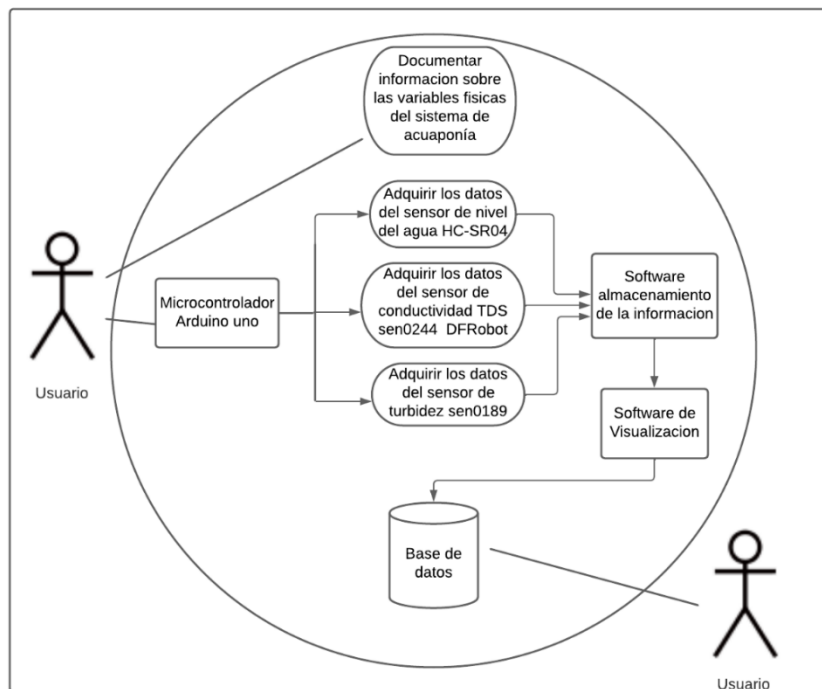 Documentar
informacion sobre
las variables fisicas
del sistema de
acuaponía
Adquirir los datos
del sensor de nivel
del agua HC-SR04
Microcontrolador
Arduino uno
Adquirir los datos
del sensor de
conductividad TDS
sen0244 DFRobot
Software
almacenamiento
de la informacion
Usuario
Adquirir los datos
del sensor de
turbidez sen0189
Software de
Visualizacion
Base de
datos
Usuario